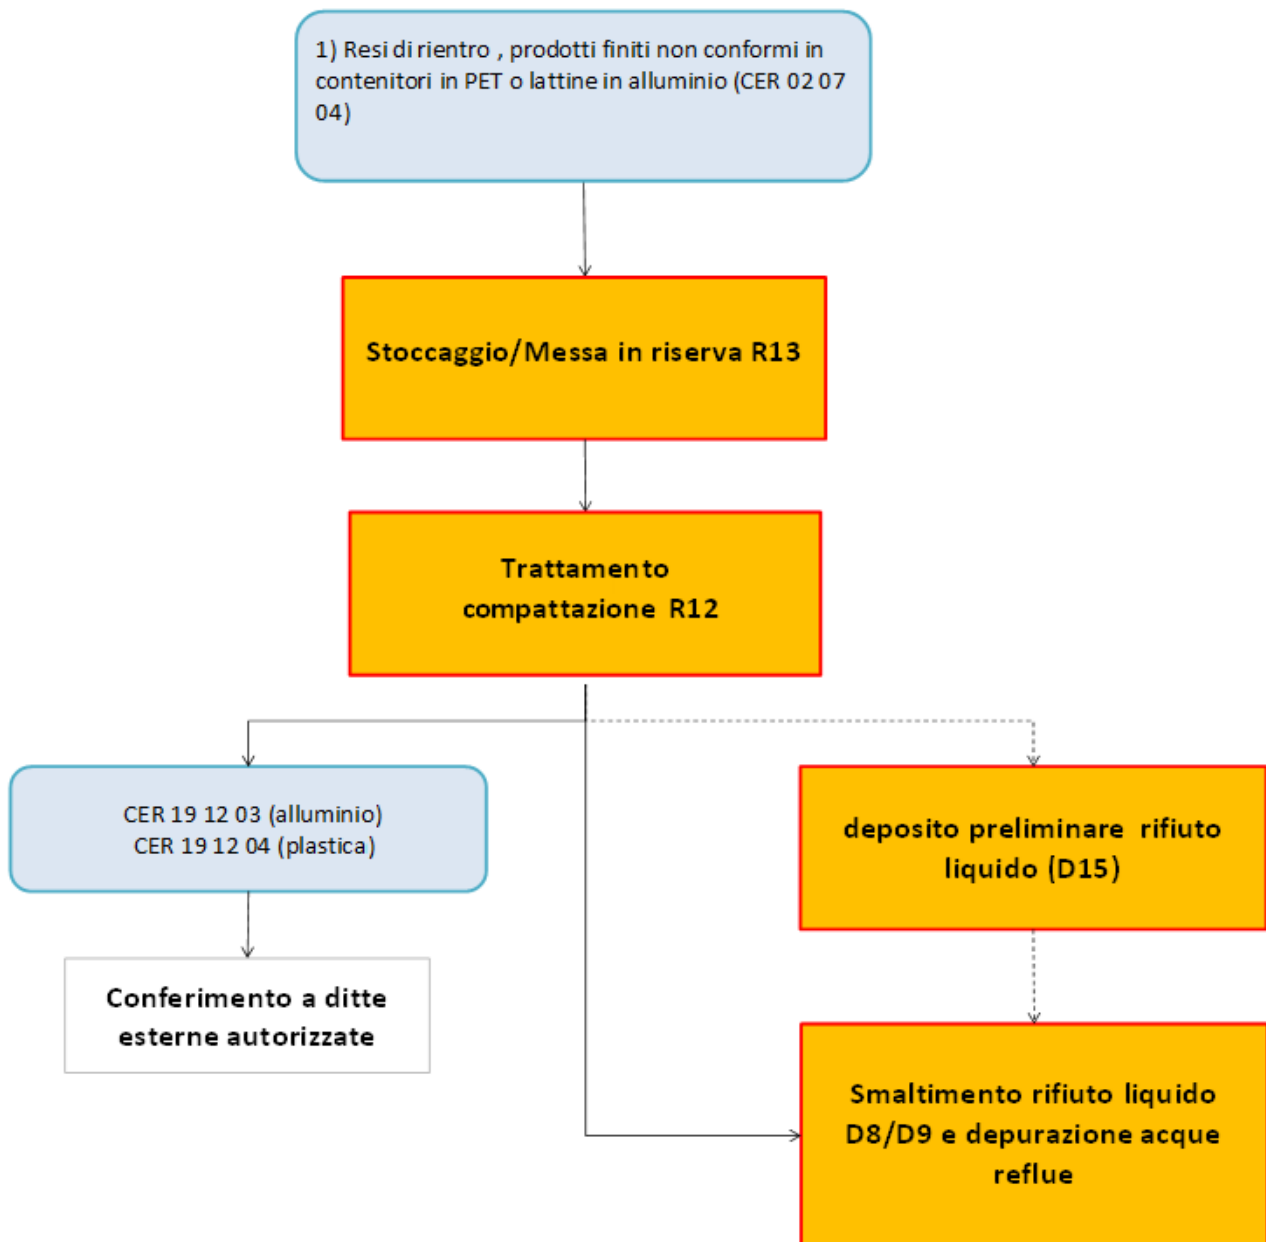 1) Resi di rientro , prodotti finiti non conformi in
contenitori in PET o lattine in alluminio (CER 02 07
04)
Stoccaggio/Messa in riserva R13
Trattamento
compattazione R12
CER 19 12 03 (alluminio)
CER 19 12 04 (plastica)
deposito preliminare rifiuto
liquido (D15)
Conferimento a ditte
esterne autorizzate
Smaltimento rifiuto liquido
D8/D9 e depurazione acque
reflue